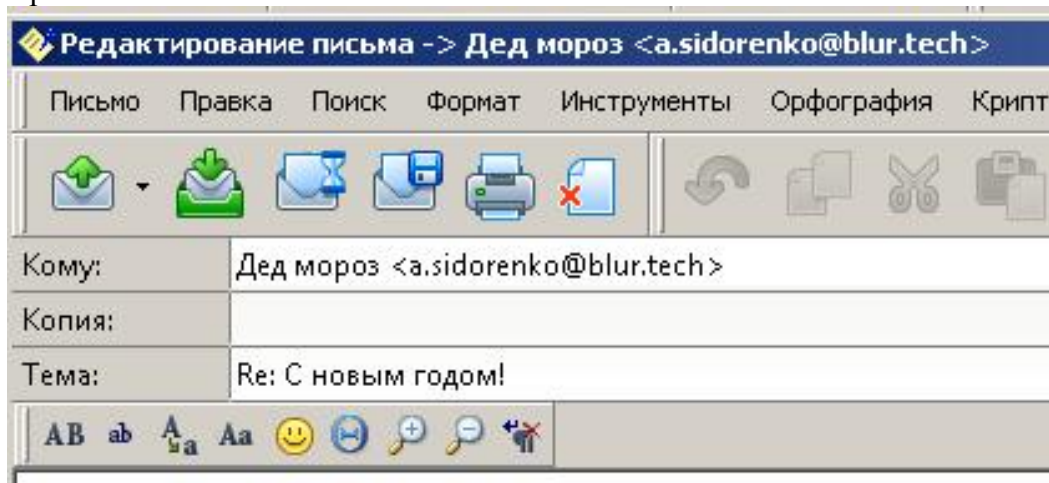 Редактирование письма -> Дед мороз <a.sidorenko@blur.tech>
Письмо Правка Поиск Формат Инструменты Орфография Крипт
Кому: Дед мороз <a.sidorenko@blur.tech>
Копия:
Тема: Re: С новым годом!
AB ab Aa Aa